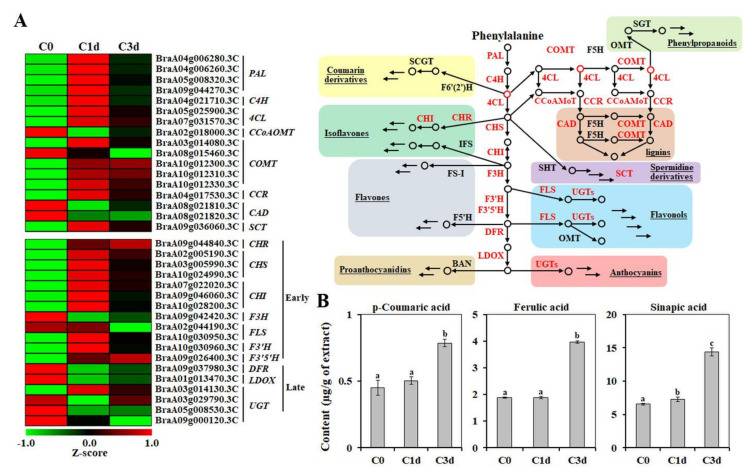 A
C0 C1d C3d
BraA04g006280.3C
BraA04g006260.3C
BraA05g008320.3C
BraA09g044270.3C
PAL
BraA04g021710.3C
C4H
BraA05g025900.3C
BraA07g031570.3C
4CL
BraA02g018000.3C
CCoAOMT
BraA03g014080.3C
BraA08g015460.3C
BraA10g012300.3C
BraA10g012310.3C
BraA10g012330.3C
COMT
BraA04g017530.3C
CCR
BraA08g021810.3C
BraA08g021820.3C
CAD
BraA09g036060.3C
SCT
BraA09g044840.3C
CHR
BraA02g005190.3C
BraA03g005990.3C
BraA10g024990.3C
CHS
BraA07g022020.3C
BraA09g046060.3C
BraA10g028200.3C
CHI
Early
BraA09g042420.3C
F3H
BraA02g044190.3C
BraA10g030950.3C
FLS
BraA10g030960.3C
F3'H
BraA09g026400.3C
F3'5'H
BraA09g037980.3C
DFR
BraA01g013470.3C
LDOX
Late
BraA03g014130.3C
BraA03g029790.3C
BraA05g008530.3C
BraA09g000120.3C
UGT
-1.0 0.0 1.0
Z-score
Phenylalanine
PAL
C4H
4CL
CHS
CHI
F3H
F3'H
F3'5'H
DFR
LDOX
Coumarin derivatives
SCGT
F6'(2')H
Isoflavones
CHI
CHR
IFS
Flavones
FS-I
F5'H
Proanthocyanidins
BAN
SGT
OMT
Phenylpropanoids
COMT F5H COMT
4CL 4CL 4CL
CCoAMoT CCR CCoAMoT CCR
CAD F5H COMT CAD
F5H COMT
lignins
SHT
SCT
Spermidine derivatives
FLS UGTs
FLS UGTs
OMT
Flavonols
UGTs
Anthocyanins
B
p-Coumaric acid
Ferulic acid
Sinapic acid
Content (µg/g of extract)
1
0.5
0
a a b
C0 C1d C3d
5
4
3
2
1
0
a a b
C0 C1d C3d
20
15
10
5
0
a b c
C0 C1d C3d